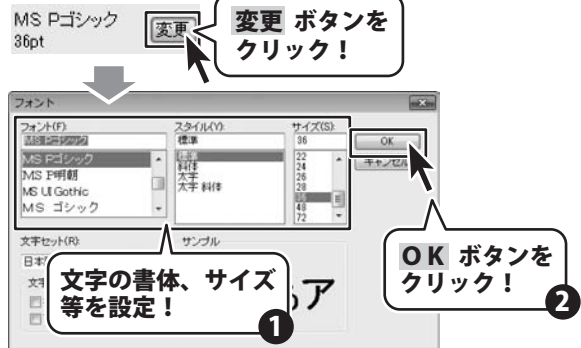 MS Pゴシック
36pt
変更
変更 ボタンを
クリック！
フォント
フォント(F):
スタイル(Y):
サイズ(S):
MS Pゴシック
標準
36
OK
キャンセル
MS Pゴシック
MS P明朝
MS UI Gothic
MS ゴシック
標準
斜体
太字
太字 斜体
22
24
26
28
36
48
72
文字セット(R):
サンプル
日本
文字
ア
文字の書体、サイズ
等を設定！
1
OK ボタンを
クリック！
2